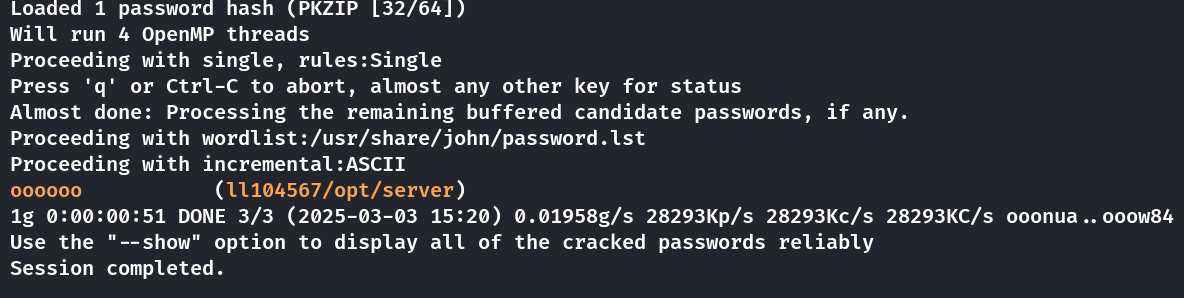 Loaded 1 password hash (PKZIP [32/64])
Will run 4 OpenMP threads
Proceeding with single, rules:Single
Press 'q' or Ctrl-C to abort, almost any other key for status
Almost done: Processing the remaining buffered candidate passwords, if any.
Proceeding with wordlist:/usr/share/john/password.lst
Proceeding with incremental:ASCII
oooooo           (ll104567/opt/server)
1g 0:00:00:51 DONE 3/3 (2025-03-03 15:20) 0.01958g/s 28293Kp/s 28293Kc/s 28293KC/s ooonua..ooow84
Use the "--show" option to display all of the cracked passwords reliably
Session completed.